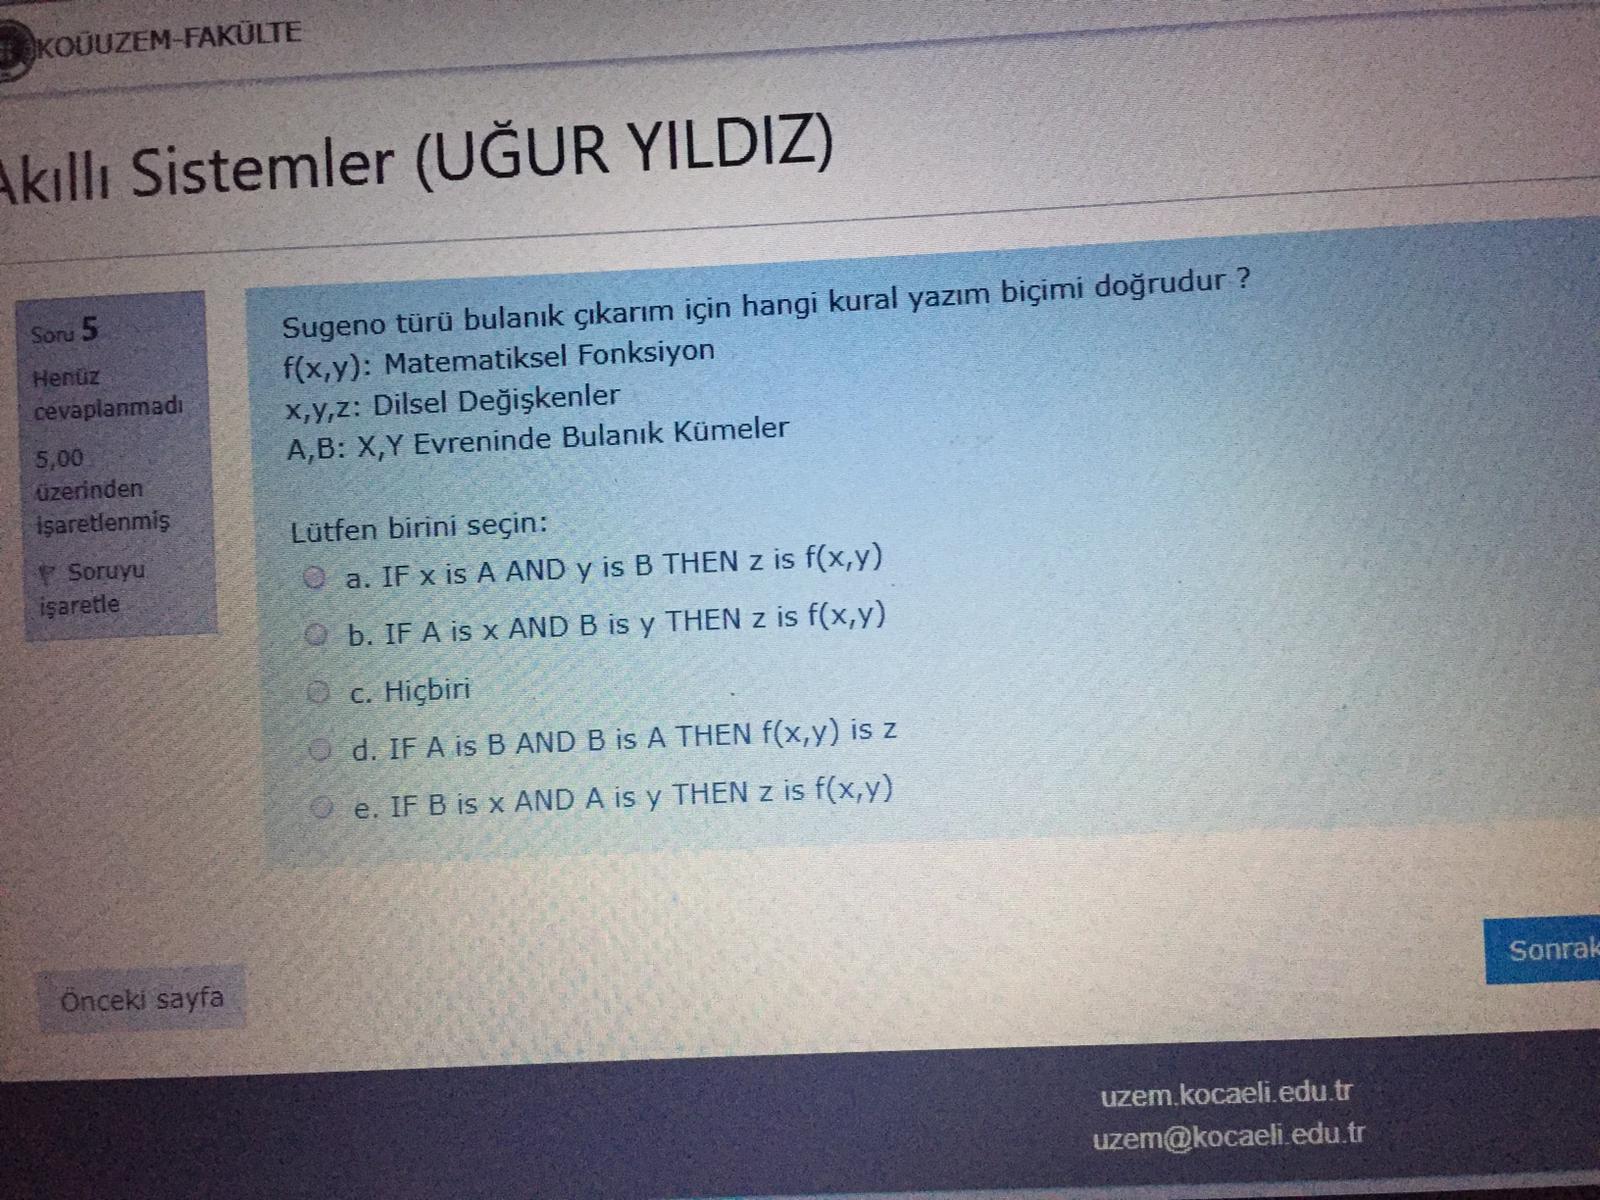 KOÜUZEM-FAKÜLTE
Akıllı Sistemler (UĞUR YILDIZ)
Soru 5
Henüz
cevaplanmadı
5,00
üzerinden
işaretlenmiş
Soruyu
işaretle
Sugeno türü bulanık çıkarım için hangi kural yazım biçimi doğrudur ?
f(x,y): Matematiksel Fonksiyon
x,y,z: Dilsel Değişkenler
A,B: X,Y Evreninde Bulanık Kümeler
Lütfen birini seçin:
a. IF x is A AND y is B THEN z is f(x,y)
b. IF A is x AND B is y THEN z is f(x,y)
c. Hiçbiri
d. IF A is B AND B is A THEN f(x,y) is z
e. IF B is x AND A is y THEN z is f(x,y)
Önceki sayfa
Sonrak
uzem.kocaeli.edu.tr
uzem@kocaeli.edu.tr